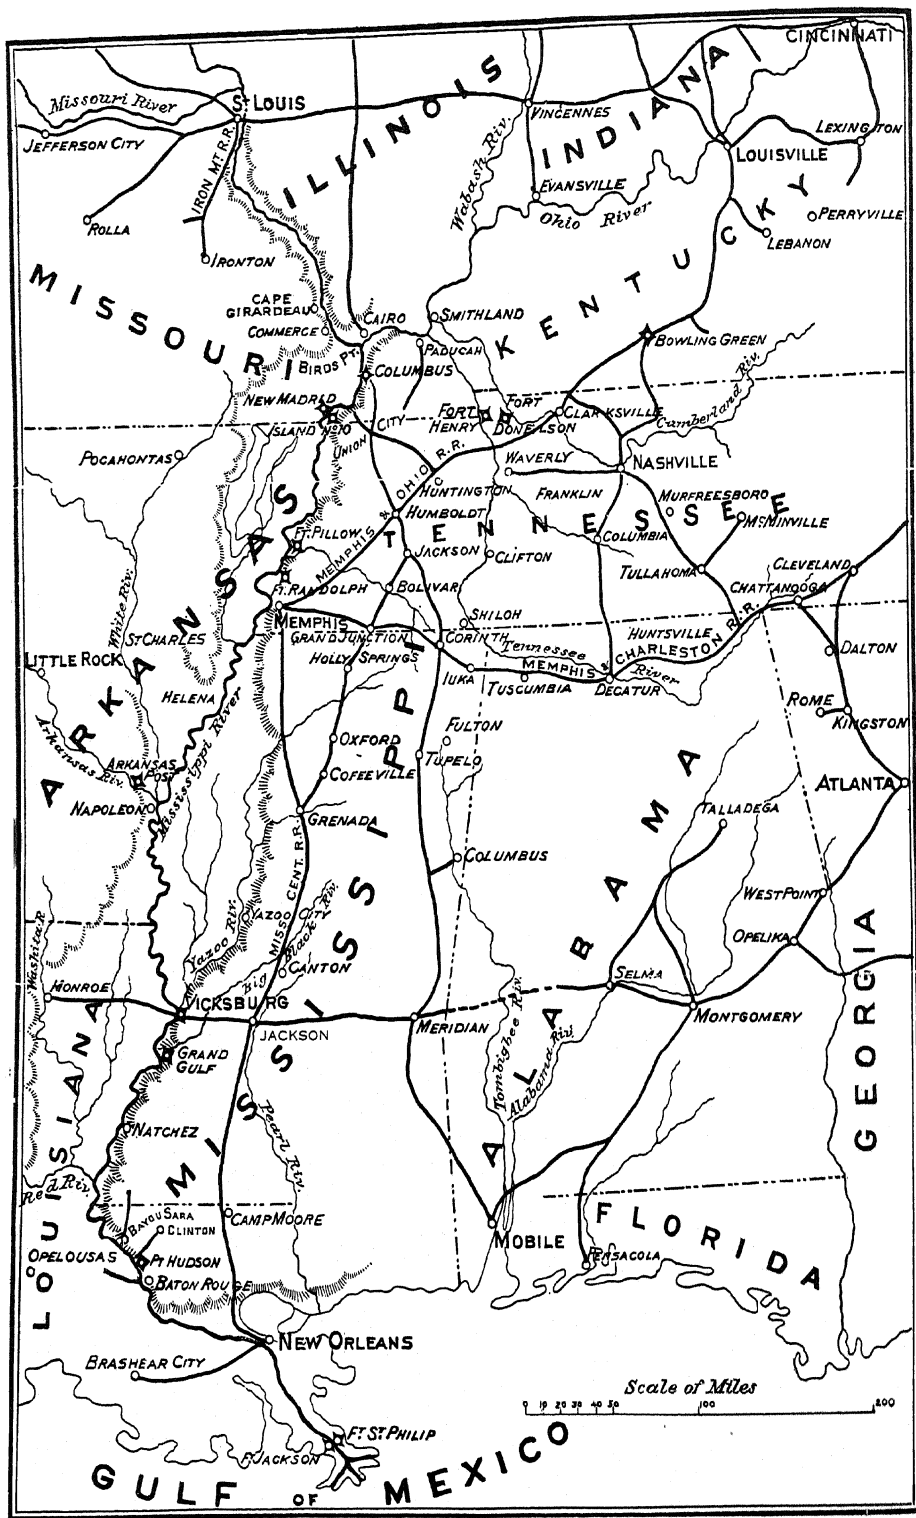 CINCINNATI
Missouri River
ST LOUIS
ILLINOIS
INDIANA
VINCENNES
JEFFERSON CITY
LEXINGTON
LOUISVILLE
IRON MT. R.R.
Wabash Riv.
EVANSVILLE
Ohio River
KENTUCKY
PERRYVILLE
ROLLA
LEBANON
IRONTON
MISSOURI
CAPE
GIRARDEAU
COMMERCE
CAIRO
SMITHLAND
BIRDS PT.
PADUCAH
BOWLING GREEN
COLUMBUS
NEW MADRID
ISLAND No 10
UNION CITY
FORT
HENRY
FORT
DONELSON
CLARKSVILLE
Cumberland Riv.
POCAHONTAS
WAVERLY
NASHVILLE
HUNTINGTON
FRANKLIN
MURFREESBORO
HUMBOLDT
TENNESSEE
McMINVILLE
MEMPHIS & OHIO R.R.
FT. PILLOW
COLUMBIA
JACKSON
CLIFTON
TULLAHOMA
CLEVELAND
CHATTANOOGA
FT. RANDOLPH
BOLIVAR
ARKANSAS
White Riv.
ST CHARLES
MEMPHIS
GRAND JUNCTION
SHILOH
CORINTH
HUNTSVILLE
Tennessee
River
MEMPHIS & CHARLESTON R.R.
DALTON
LITTLE ROCK
HOLLY SPRINGS
IUKA
TUSCUMBIA
DECATUR
HELENA
ROME
KINGSTON
Arkansas Riv.
Mississippi River
OXFORD
FULTON
TUPELO
ARKANSAS
POST
COFEEVILLE
NAPOLEON
ATLANTA
GRENADA
TALLADEGA
MISSISSIPPI
ALABAMA
COLUMBUS
MISS. CENT. R.R.
WEST POINT
Washita R
Yazoo Riv.
YAZOO CITY
Big Black Riv.
OPELIKA
CANTON
SELMA
MONROE
VICKSBURG
JACKSON
MERIDIAN
MONTGOMERY
GRAND
GULF
Tombigbee Riv.
Alabama Riv.
GEORGIA
LOUISIANA
NATCHEZ
Pearl Riv.
Red Riv.
BAYOU SARA
CLINTON
CAMP MOORE
MOBILE
FLORIDA
OPELOUSAS
PT HUDSON
BATON ROUGE
PENSACOLA
NEW ORLEANS
BRASHEAR CITY
Scale of Miles
0 10 20 30 40 50 100 200
FT ST PHILIP
F. JACKSON
GULF OF MEXICO